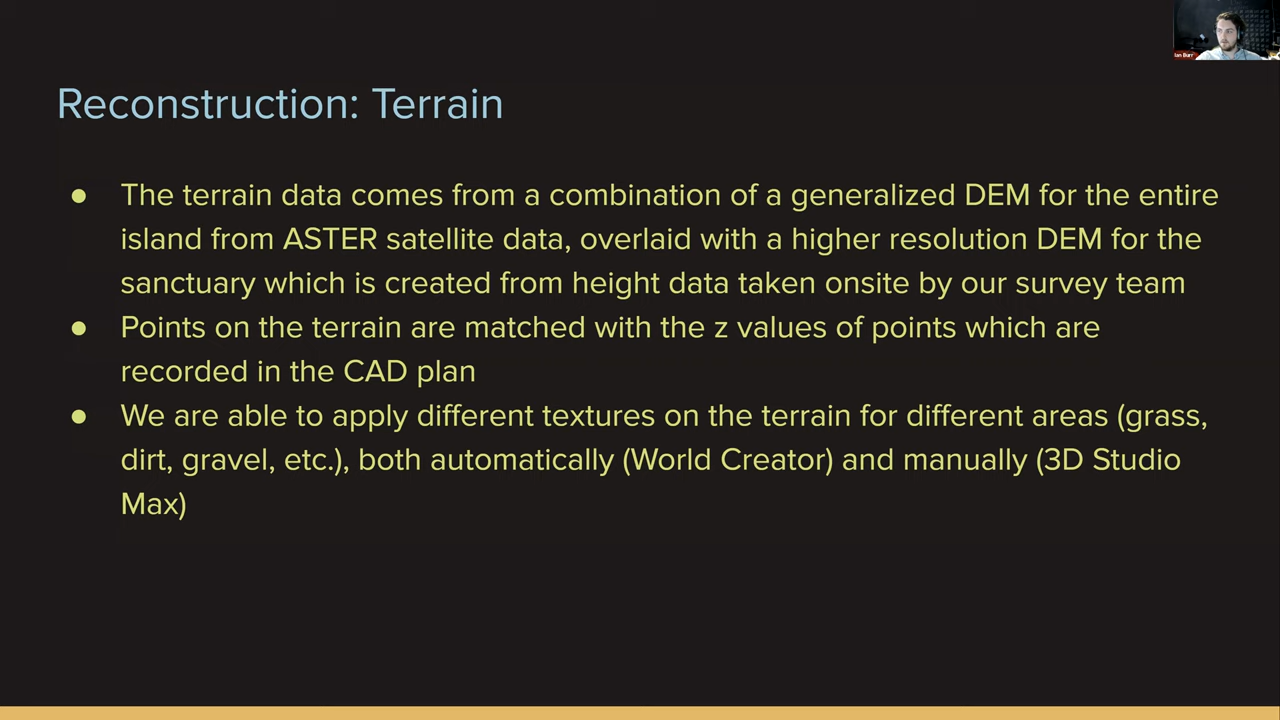 Reconstruction: Terrain
● The terrain data comes from a combination of a generalized DEM for the entire
island from ASTER satellite data, overlaid with a higher resolution DEM for the
sanctuary which is created from height data taken onsite by our survey team
● Points on the terrain are matched with the z values of points which are
recorded in the CAD plan
● We are able to apply different textures on the terrain for different areas (grass,
dirt, gravel, etc.), both automatically (World Creator) and manually (3D Studio
Max)